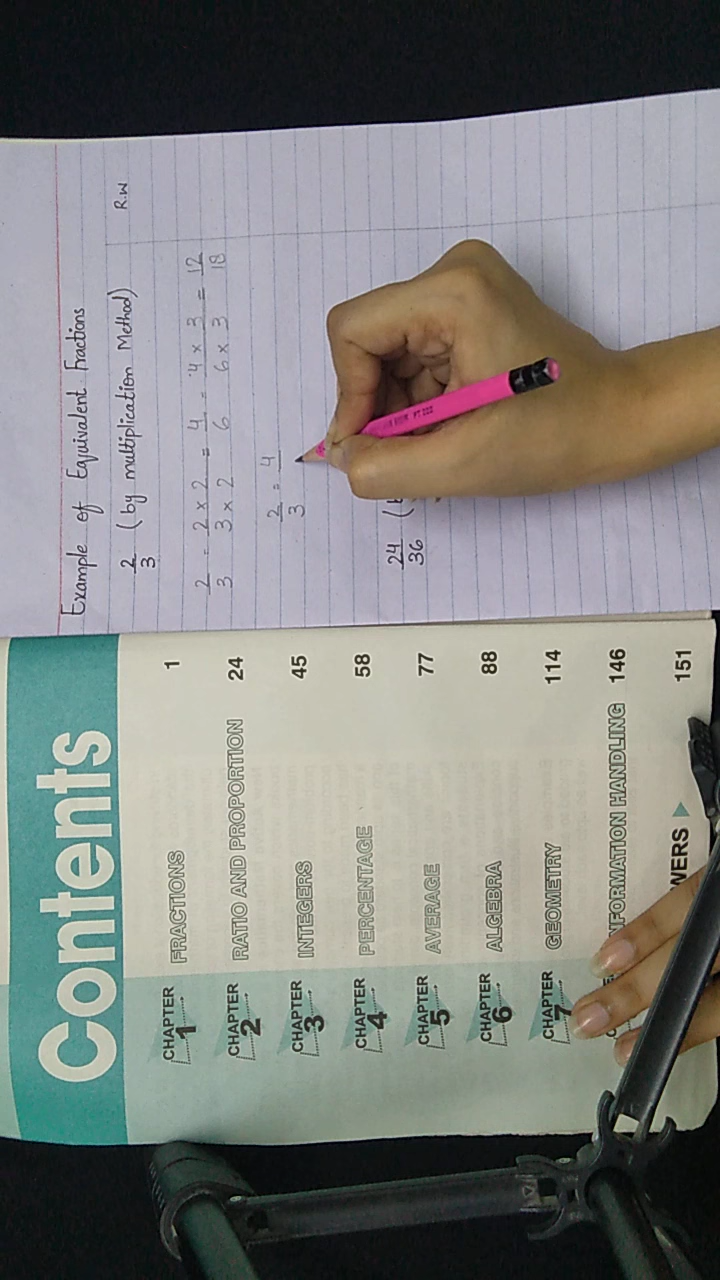 Contents
CHAPTER 1 FRACTIONS 1
CHAPTER 2 RATIO AND PROPORTION 24
CHAPTER 3 INTEGERS 45
CHAPTER 4 PERCENTAGE 58
CHAPTER 5 AVERAGE 77
CHAPTER 6 ALGEBRA 88
CHAPTER 7 GEOMETRY 114
INFORMATION HANDLING 146
WERS 151
Example of Equivalent Fractions
2/3 (by multiplication Method) R.W
2/3 = 2 × 2/3 × 2 = 4/6 = 4 × 3/6 × 3 = 12/18
2/3 = 4/
24/36 (